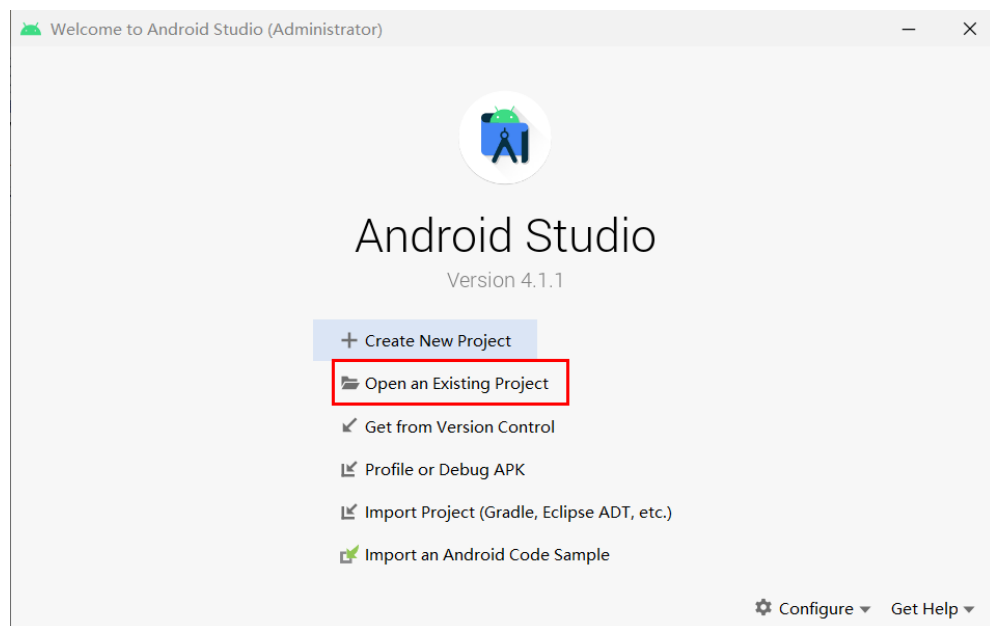 Welcome to Android Studio (Administrator)
Android Studio
Version 4.1.1
Create New Project
Open an Existing Project
Get from Version Control
Profile or Debug APK
Import Project (Gradle, Eclipse ADT, etc.)
Import an Android Code Sample
Configure Get Help